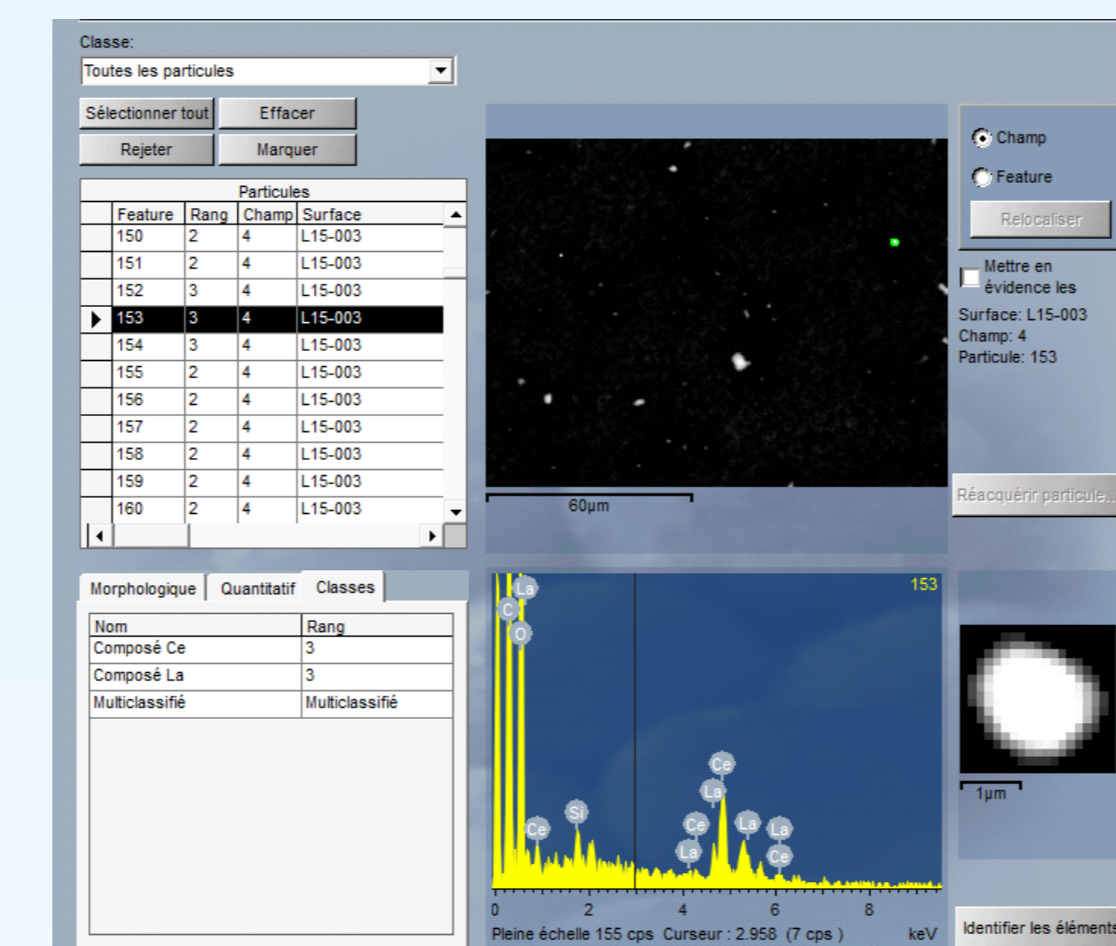 Classe:
Toutes les particules
Sélectionner tout Effacer
Rejeter Marquer
Particules
Feature Rang Champ Surface
150 2 4 L15-003
151 2 4 L15-003
152 3 4 L15-003
153 3 4 L15-003
154 3 4 L15-003
155 2 4 L15-003
156 2 4 L15-003
157 2 4 L15-003
158 2 4 L15-003
159 2 4 L15-003
160 2 4 L15-003
60µm
Champ
Feature
Relocaliser
Mettre en
évidence les
Surface: L15-003
Champ: 4
Particule: 153
Réacquérir particule...
Morphologique Quantitatif Classes
Nom Rang
Composé Ce 3
Composé La 3
Multiclassifié Multiclassifié
153
La
C
O
Ce
Si
Ce
La
Ce
La
La
La
Ce
0 2 4 6 8
Pleine échelle 155 cps Curseur : 2.958 (7 cps ) keV
1µm
Identifier les éléments